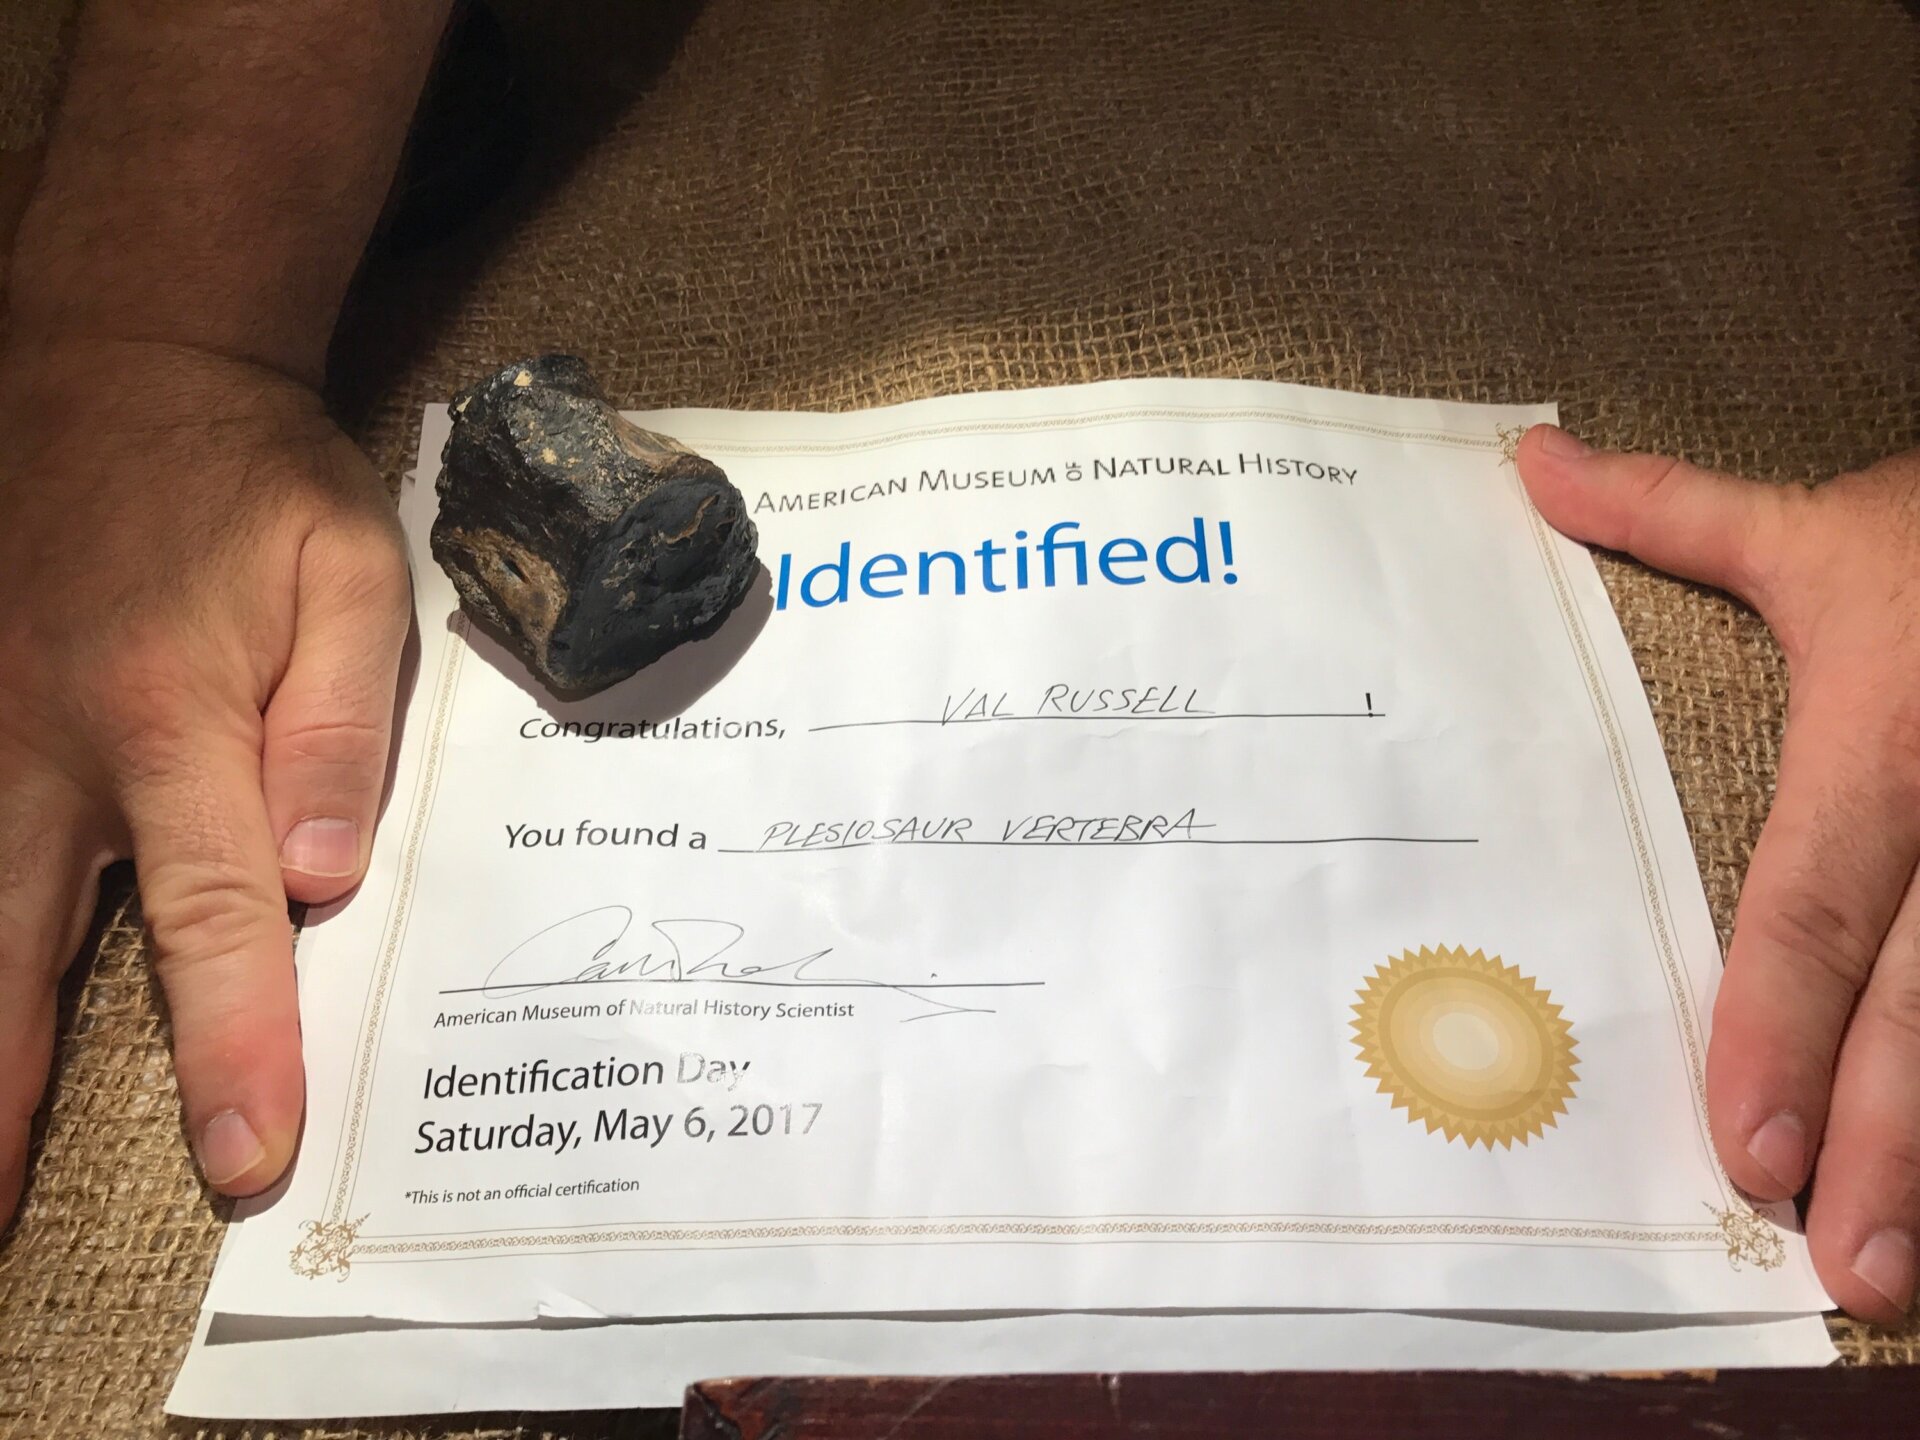 AMERICAN MUSEUM OF NATURAL HISTORY
Identified!
Congratulations, VAL RUSSELL !
You found a PLESIOSAUR VERTEBRA
American Museum of Natural History Scientist
Identification Day
Saturday, May 6, 2017
*This is not an official certification